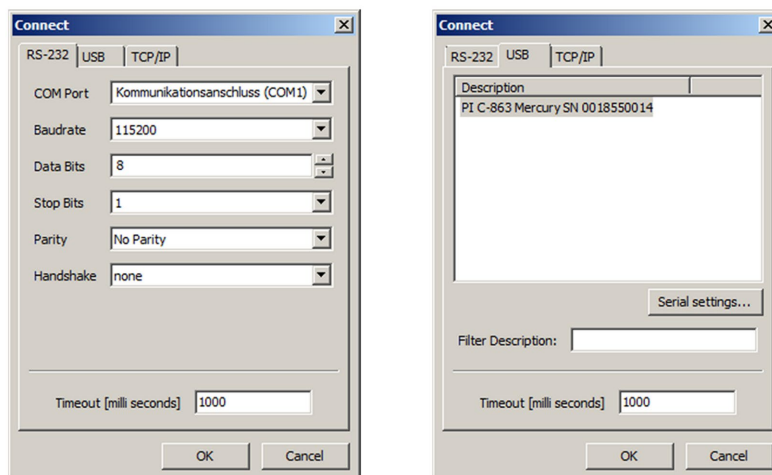 Connect
RS-232 USB TCP/IP
COM Port Kommunikationsanschluss (COM1)
Baudrate 115200
Data Bits 8
Stop Bits 1
Parity No Parity
Handshake none
Timeout [milli seconds] 1000
OK Cancel
Connect
RS-232 USB TCP/IP
Description
PI C-863 Mercury SN 0018550014
Serial settings...
Filter Description:
Timeout [milli seconds] 1000
OK Cancel